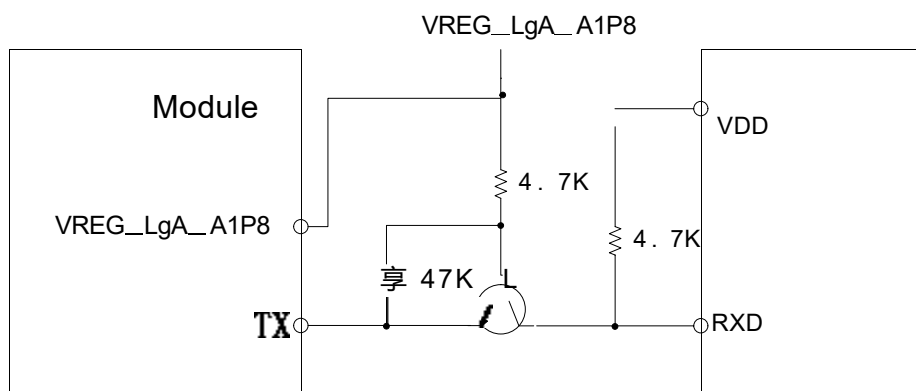 VREG_LgA_A1P8
Module
VDD
4.7K
VREG_LgA_A1P8
4.7K
享 47K L
TX
RXD